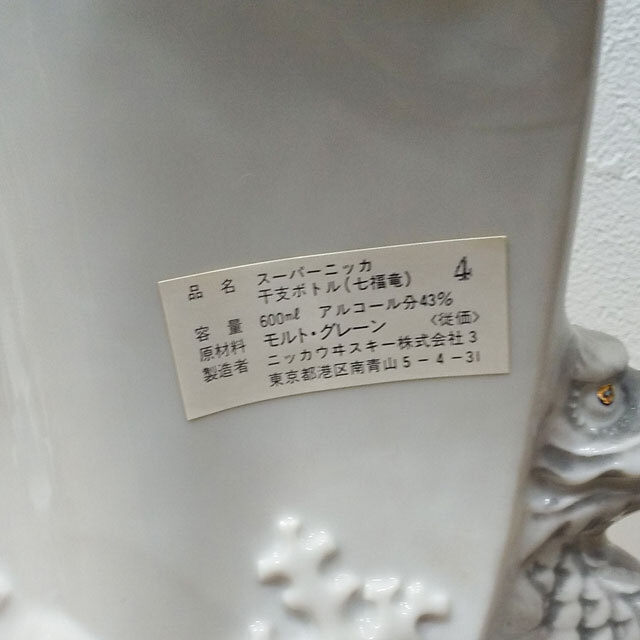 品名 スーパーニッカ 4
干支ボトル(七福竜)
容量 600ml アルコール分43%
原材料 モルト・グレーン 〈従価〉
製造者 ニッカウヰスキー株式会社 3
東京都港区南青山5-4-31